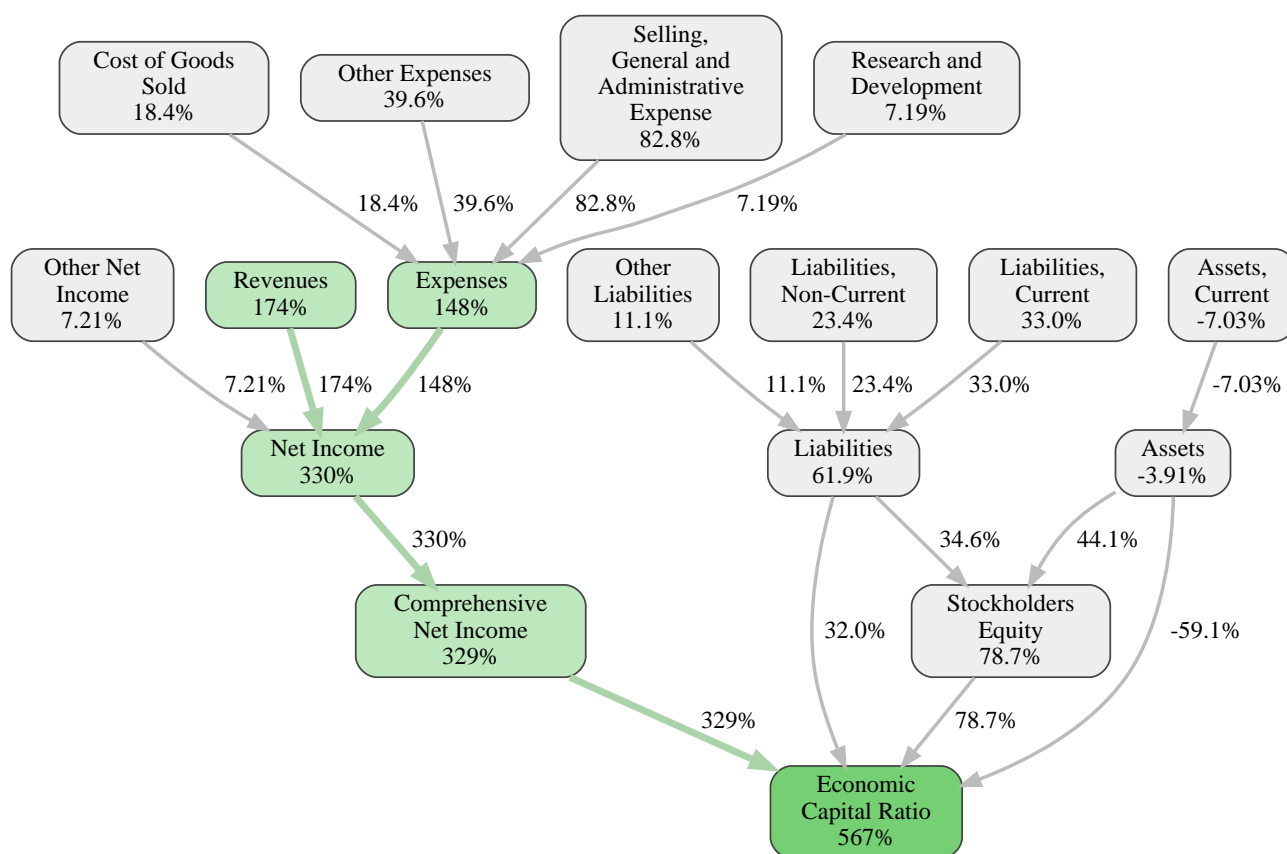 Cost of Goods
Sold
18.4%
Other Expenses
39.6%
Selling,
General and
Administrative
Expense
82.8%
Research and
Development
7.19%
18.4%
39.6%
82.8%
7.19%
Other Net
Income
7.21%
Revenues
174%
Expenses
148%
Other
Liabilities
11.1%
Liabilities,
Non-Current
23.4%
Liabilities,
Current
33.0%
Assets,
Current
-7.03%
7.21%
174%
148%
11.1%
23.4%
33.0%
-7.03%
Net Income
330%
Liabilities
61.9%
Assets
-3.91%
330%
34.6%
44.1%
Comprehensive
Net Income
329%
32.0%
Stockholders
Equity
78.7%
-59.1%
329%
78.7%
Economic
Capital Ratio
567%